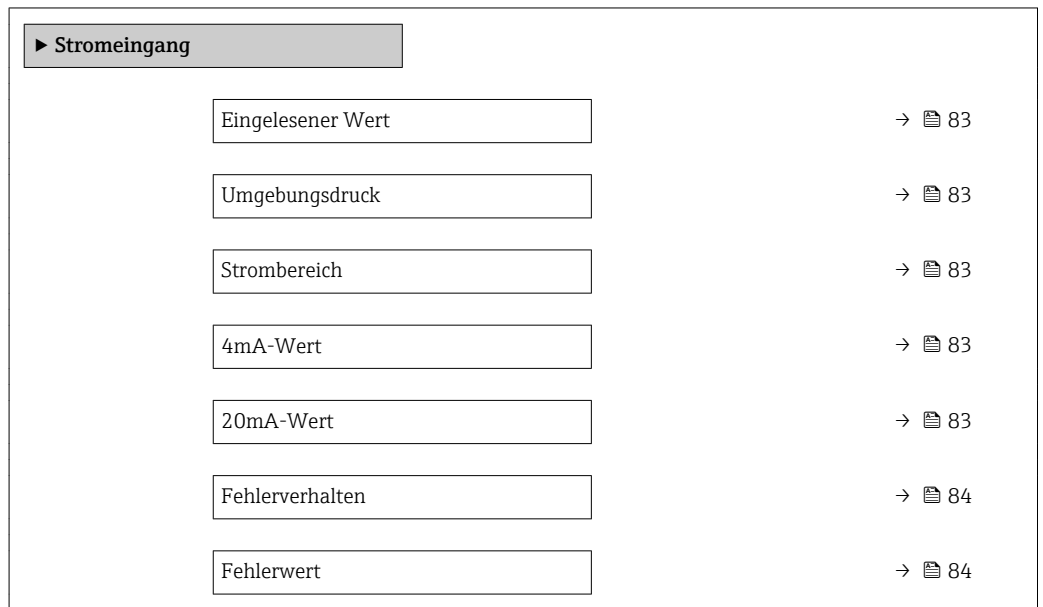 ▶ Stromeingang
Eingelesener Wert → 83
Umgebungsdruck → 83
Strombereich → 83
4mA-Wert → 83
20mA-Wert → 83
Fehlerverhalten → 84
Fehlerwert → 84